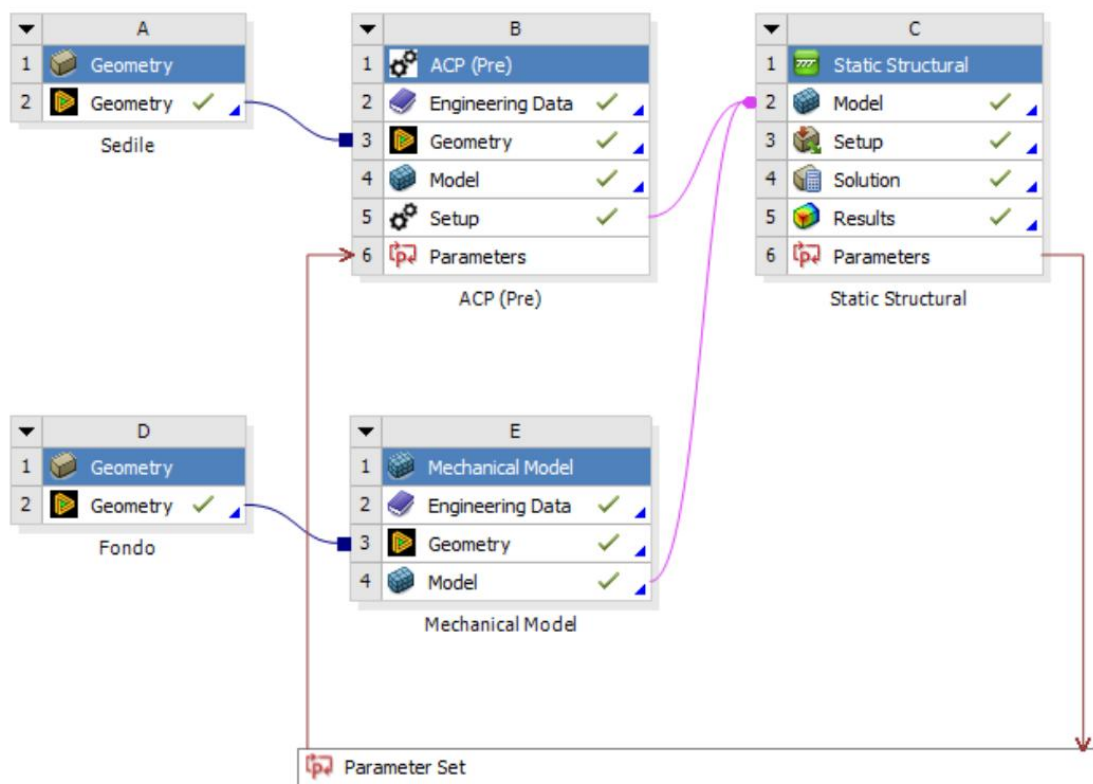 A
1 Geometry
2 Geometry
Sedile
B
1 ACP (Pre)
2 Engineering Data
3 Geometry
4 Model
5 Setup
6 Parameters
ACP (Pre)
C
1 Static Structural
2 Model
3 Setup
4 Solution
5 Results
6 Parameters
Static Structural
D
1 Geometry
2 Geometry
Fondo
E
1 Mechanical Model
2 Engineering Data
3 Geometry
4 Model
Mechanical Model
Parameter Set